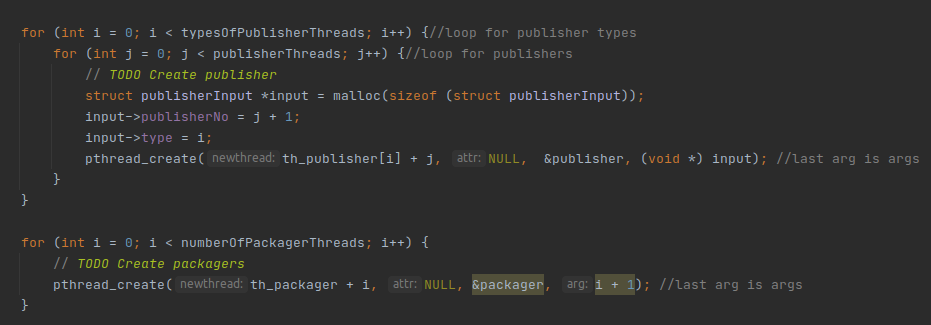 for (int i = 0; i < typesOfPublisherThreads; i++) {//loop for publisher types
for (int j = 0; j < publisherThreads; j++) {//loop for publishers
// TODO Create publisher
struct publisherInput *input = malloc(sizeof (struct publisherInput));
input->publisherNo = j + 1;
input->type = i;
pthread_create( newthread: th_publisher[i] + j, attr: NULL, &publisher, (void *) input); //last arg is args
}
}
for (int i = 0; i < numberOfPackagerThreads; i++) {
// TODO Create packagers
pthread_create( newthread: th_packager + i, attr: NULL, &packager, arg: i + 1); //last arg is args
}